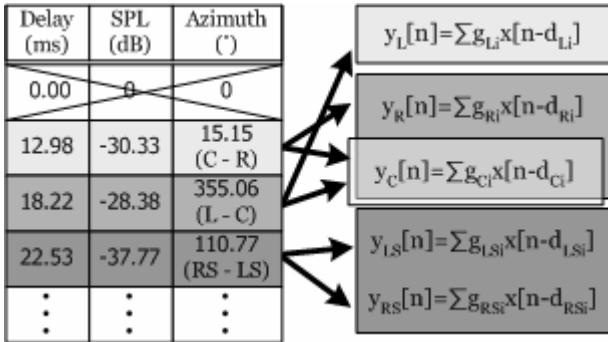 Delay (ms) SPL (dB) Azimuth (°)
0.00 0 0
12.98 -30.33 15.15 (C - R)
18.22 -28.38 355.06 (L - C)
22.53 -37.77 110.77 (RS - LS)
⋮ ⋮ ⋮
y_L[n]=∑g_Li x[n-d_Li]
y_R[n]=∑g_Ri x[n-d_Ri]
y_C[n]=∑g_Ci x[n-d_Ci]
y_LS[n]=∑g_LSi x[n-d_LSi]
y_RS[n]=∑g_RSi x[n-d_RSi]